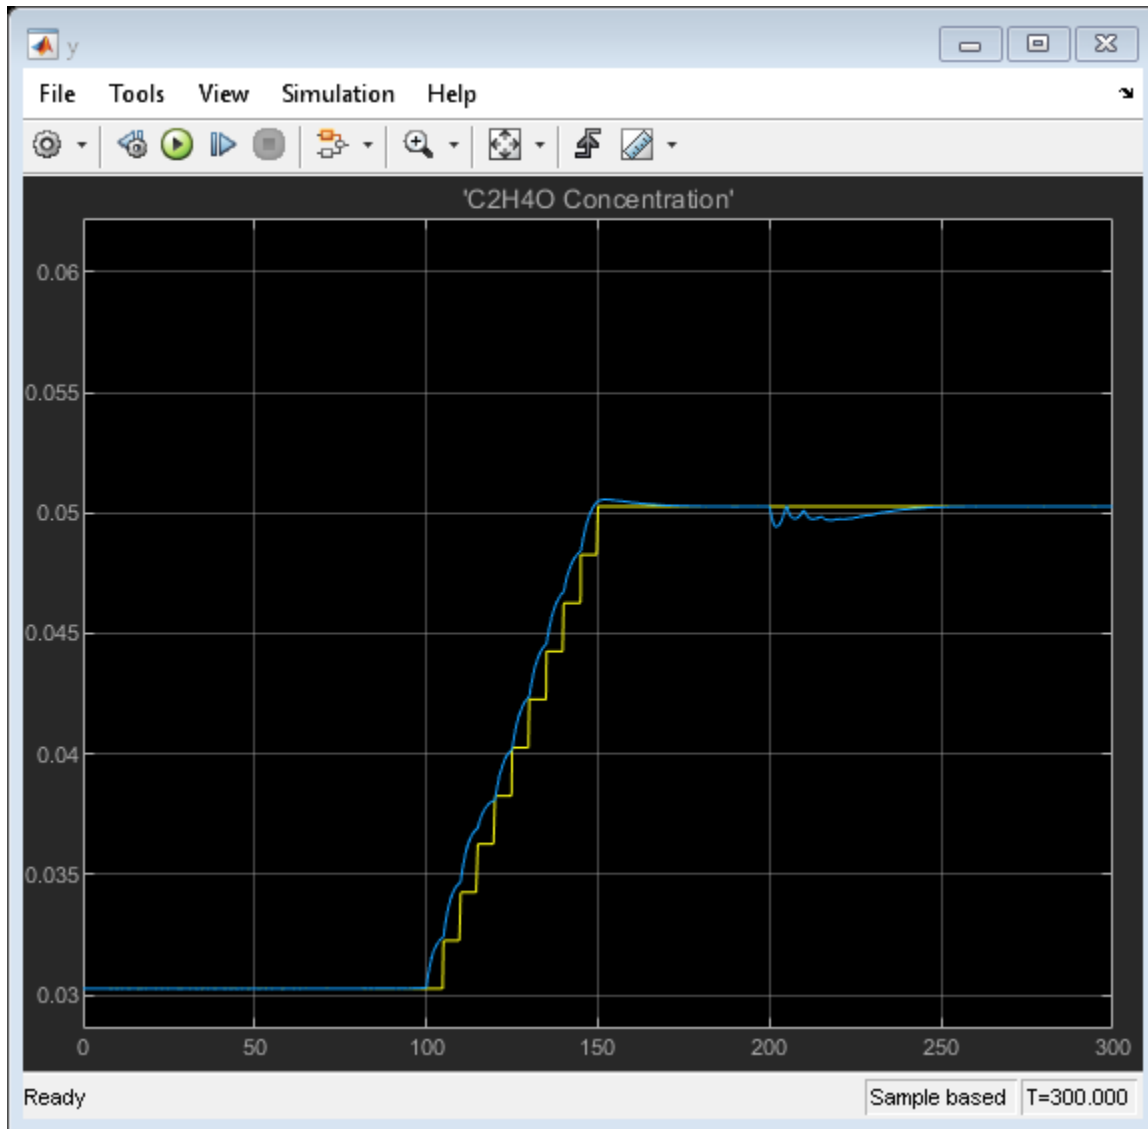 y
File Tools View Simulation Help
'C2H4O Concentration'
0.06
0.055
0.05
0.045
0.04
0.035
0.03
0 50 100 150 200 250 300
Ready Sample based T=300.000